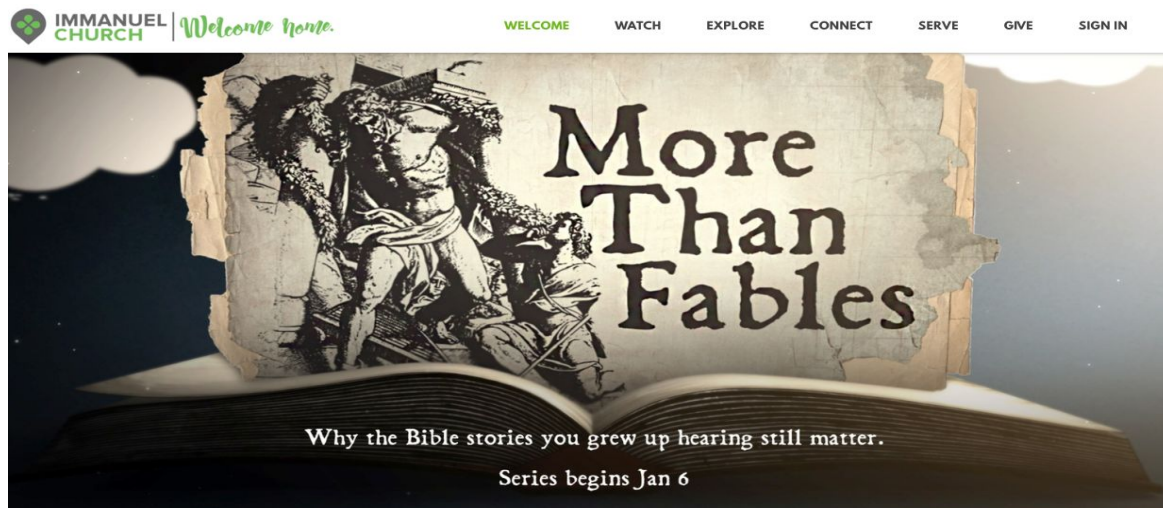 IMMANUEL
CHURCH
Welcome home.
WELCOME WATCH EXPLORE CONNECT SERVE GIVE SIGN IN
More
Than
Fables
Why the Bible stories you grew up hearing still matter.
Series begins Jan 6